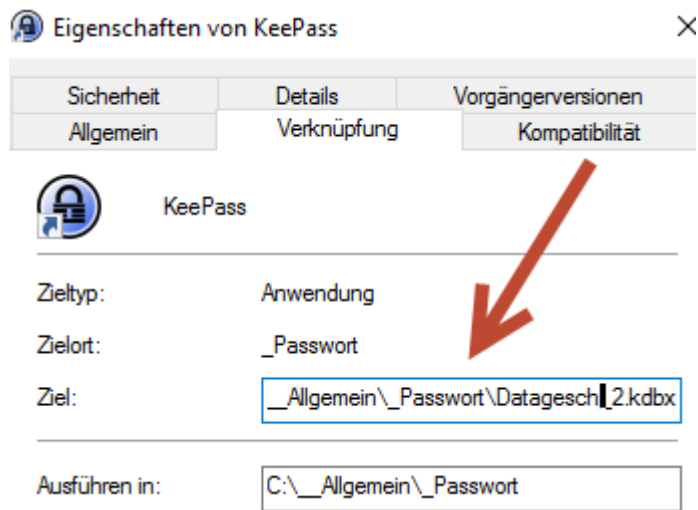 Eigenschaften von KeePass
Sicherheit Details Vorgängerversionen
Allgemein Verknüpfung Kompatibilität
KeePass
Zieltyp: Anwendung
Zielort: _Passwort
Ziel: __Allgemein\_Passwort\Datageschl_2.kdbx
Ausführen in: C:\__Allgemein\_Passwort